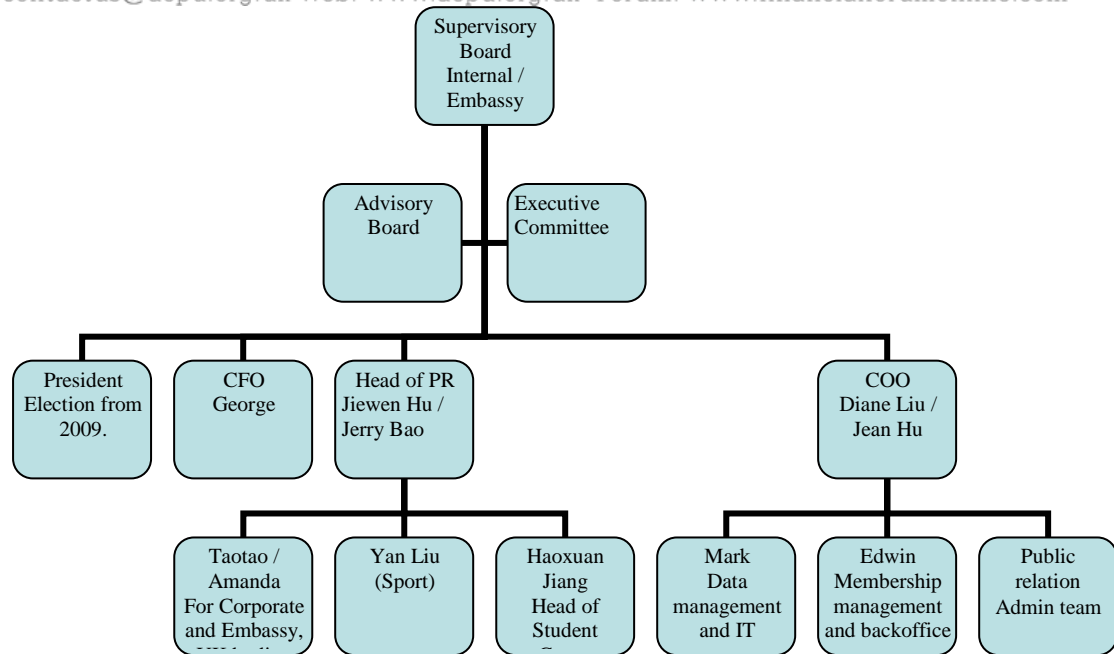 Supervisory
Board
Internal /
Embassy
Advisory
Board
Executive
Committee
President
Election from
2009.
CFO
George
Head of PR
Jiewen Hu /
Jerry Bao
COO
Diane Liu /
Jean Hu
Taotao /
Amanda
For Corporate
and Embassy,
Yan Liu
(Sport)
Haoxuan
Jiang
Head of
Student
Mark
Data
management
and IT
Edwin
Membership
management
and backoffice
Public
relation
Admin team